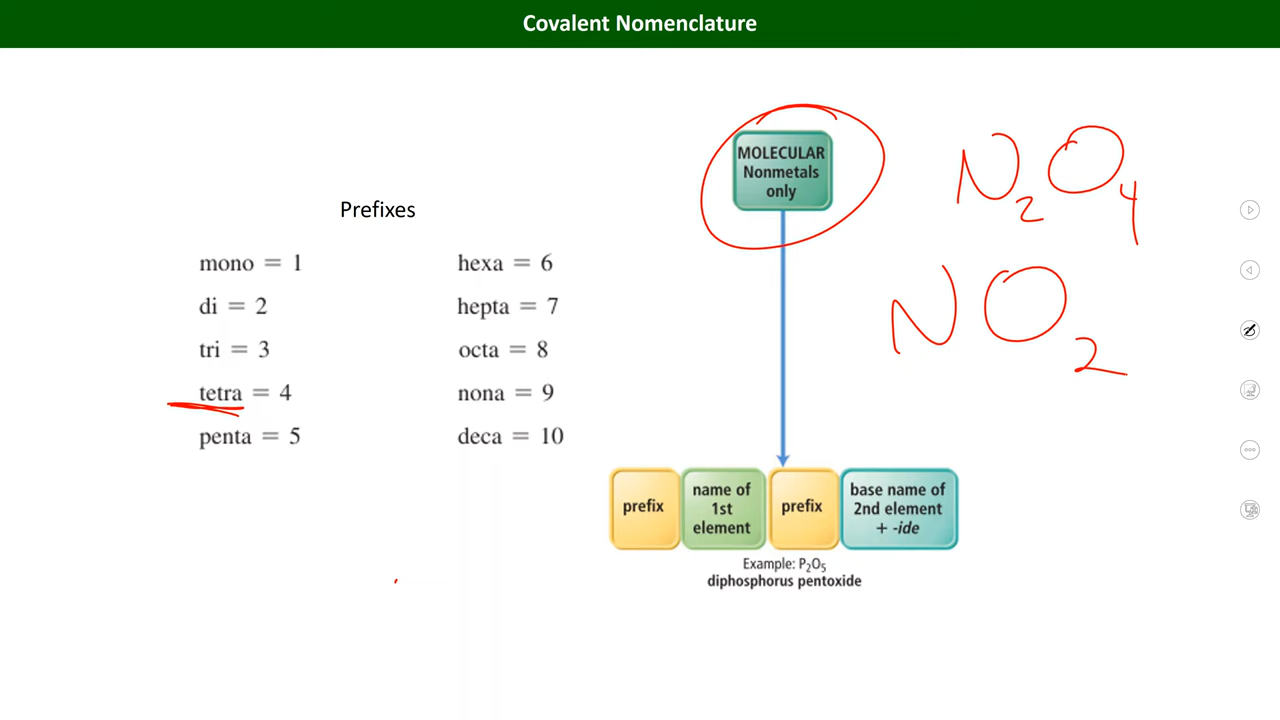 Covalent Nomenclature
Prefixes
mono = 1
di = 2
tri = 3
tetra = 4
penta = 5
hexa = 6
hepta = 7
octa = 8
nona = 9
deca = 10
MOLECULAR
Nonmetals
only
N₂O₄
NO₂
prefix
name of
1st
element
prefix
base name of
2nd element
+ -ide
Example: P₂O₅
diphosphorus pentoxide